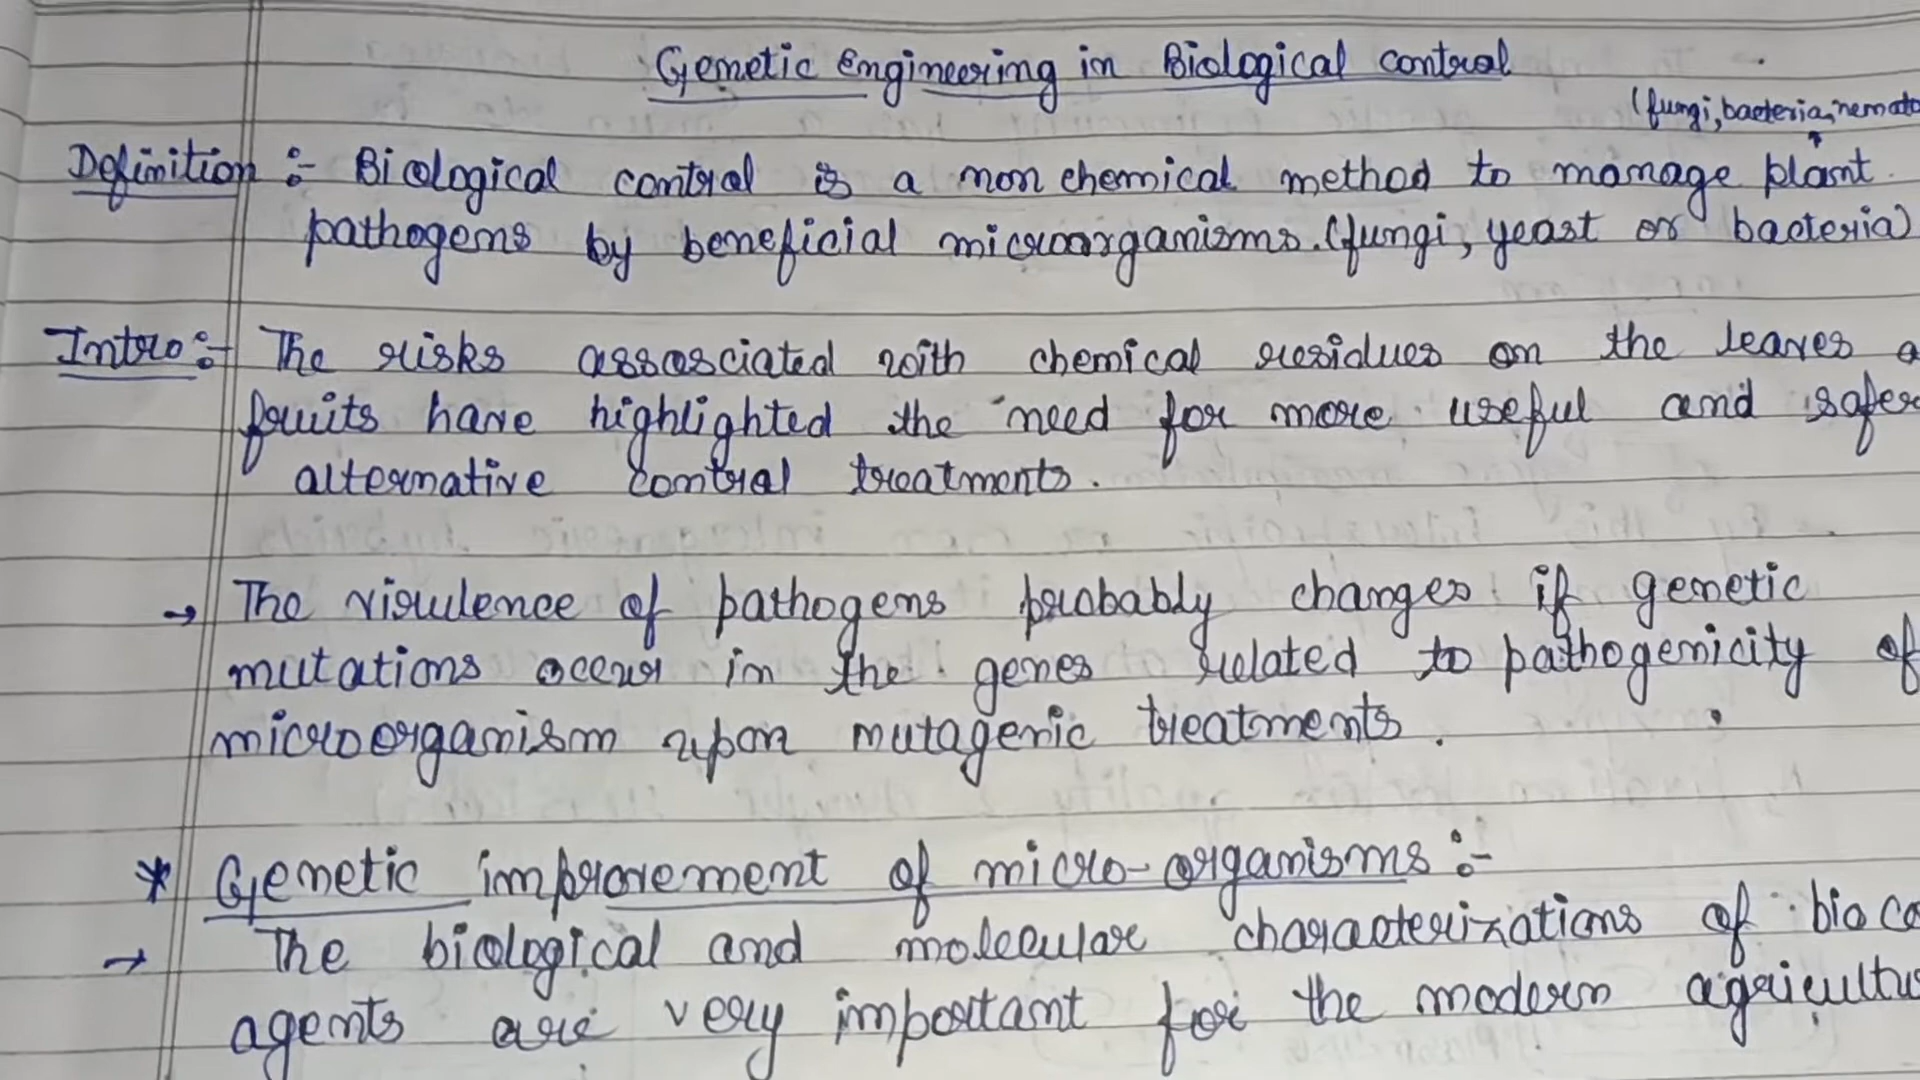 Genetic Engineering in Biological control
(fungi, bacteria, nemato
Definition :- Biological control is a non chemical method to manage plant
pathogens by beneficial microorganisms. (fungi, yeast or bacteria)
Intro :- The risks assosciated with chemical residues on the leaves a
fruits have highlighted the need for more useful and safer
alternative control treatments.
→ The virulence of pathogens probably changes if genetic
mutations occur in the genes related to pathogenicity of
microorganism upon mutagenic treatments.
* Genetic improvement of micro-organisms :-
→ The biological and molecular characterizations of bioco
agents are very important for the modern agricultu